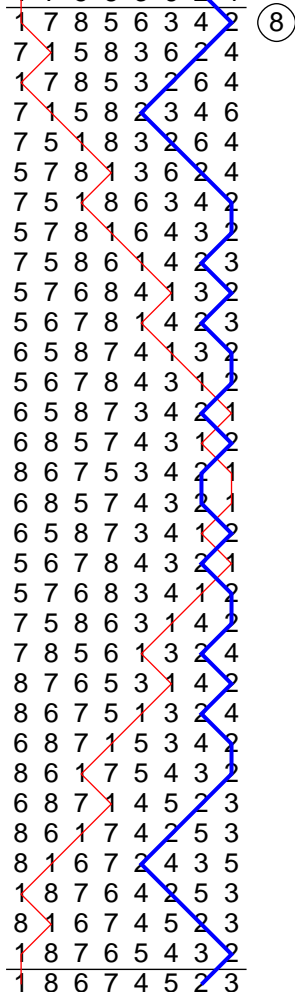 1 7 8 5 6 3 4 2 8
7 1 5 8 3 6 2 4
1 7 8 5 3 2 6 4
7 1 5 8 2 3 4 6
7 5 1 8 3 2 6 4
5 7 8 1 3 6 2 4
7 5 1 8 6 3 4 2
5 7 8 1 6 4 3 2
7 5 8 6 1 4 2 3
5 7 6 8 4 1 3 2
5 6 7 8 1 4 2 3
6 5 8 7 4 1 3 2
5 6 7 8 4 3 1 2
6 5 8 7 3 4 2 1
6 8 5 7 4 3 1 2
8 6 7 5 3 4 2 1
6 8 5 7 4 3 2 1
6 5 8 7 3 4 1 2
5 6 7 8 4 3 2 1
5 7 6 8 3 4 1 2
7 5 8 6 3 1 4 2
7 8 5 6 1 3 2 4
8 7 6 5 3 1 4 2
8 6 7 5 1 3 2 4
6 8 7 1 5 3 4 2
8 6 1 7 5 4 3 2
6 8 7 1 4 5 2 3
8 6 1 7 4 2 5 3
8 1 6 7 2 4 3 5
1 8 7 6 4 2 5 3
8 1 6 7 4 5 2 3
1 8 7 6 5 4 3 2
1 8 6 7 4 5 2 3